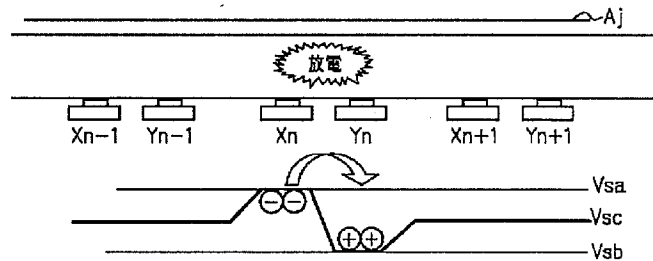 Aj
放電
Xn−1 Yn−1 Xn Yn Xn+1 Yn+1
Vsa
− −
Vsc
+ +
Vsb